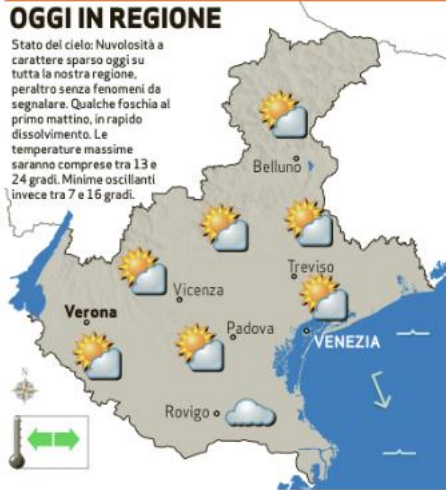 OGGI IN REGIONE
Stato del cielo: Nuvolosità a
carattere sparso oggi su
tutta la nostra regione,
peraltro senza fenomeni da
segnalare. Qualche foschia al
primo mattino, in rapido
dissolvimento. Le
temperature massime
saranno comprese tra 13 e
24 gradi. Minime oscillanti
invece tra 7 e 16 gradi.
Belluno
Treviso
Vicenza
Verona
Padova
VENEZIA
Rovigo
N